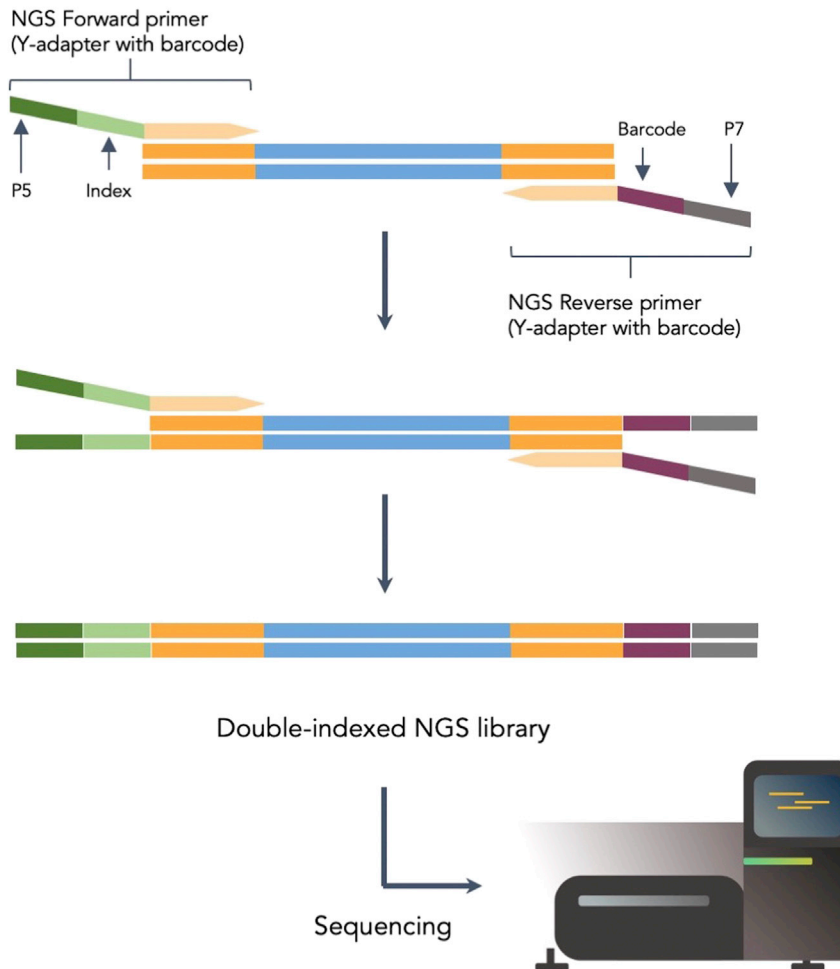 NGS Forward primer
(Y-adapter with barcode)
P5
Index
Barcode
P7
NGS Reverse primer
(Y-adapter with barcode)
Double-indexed NGS library
Sequencing